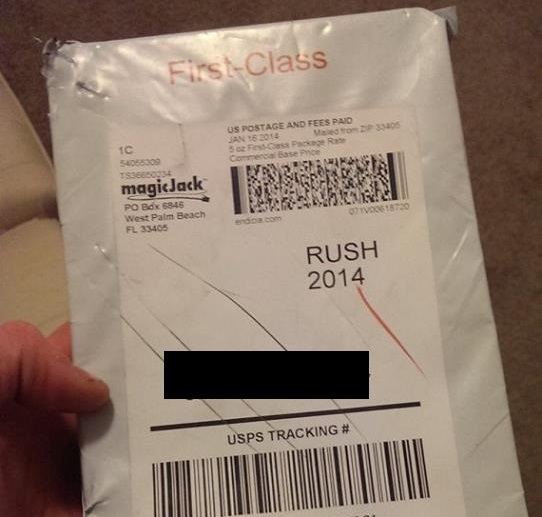 First-Class
US POSTAGE AND FEES PAID
JAN 16 2014 Mailed from ZIP 33405
5 oz First-Class Package Rate
Commercial Base Price
1C
54055309
TS36650234
magicJack
PO Box 6846
West Palm Beach
FL 33405
endicia.com
071V00618720
RUSH
2014
USPS TRACKING #